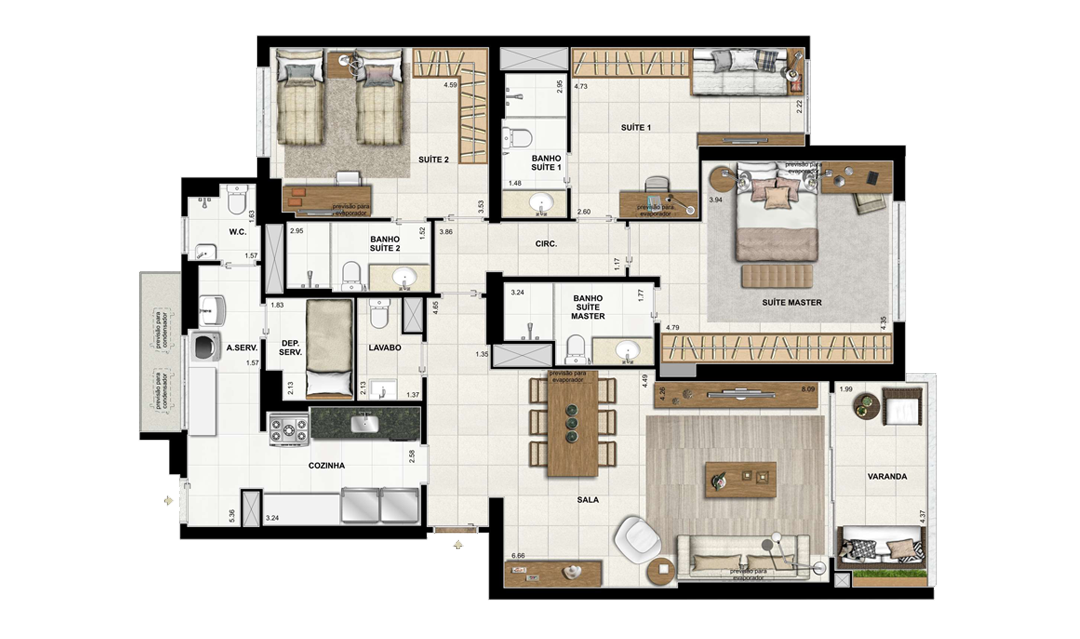 4.59
SUÍTE 2
previsão para
evaporador
3.53
2.95
4.73
SUÍTE 1
2.22
BANHO
SUÍTE 1
1.48
2.60
previsão para
evaporador
previsão para
evaporador
3.94
SUÍTE MASTER
4.35
4.79
1.63
W.C.
1.57
2.95
BANHO
SUÍTE 2
1.52
3.86
CIRC.
1.17
4.65
3.24
BANHO
SUÍTE
MASTER
1.77
1.35
previsão para
condensador
previsão para
condensador
A.SERV.
1.57
1.83
DEP.
SERV.
2.13
LAVABO
2.13
1.37
COZINHA
2.58
5.36
3.24
previsão para
evaporador
4.49
4.26
8.09
SALA
6.66
previsão para
evaporador
1.99
VARANDA
4.37